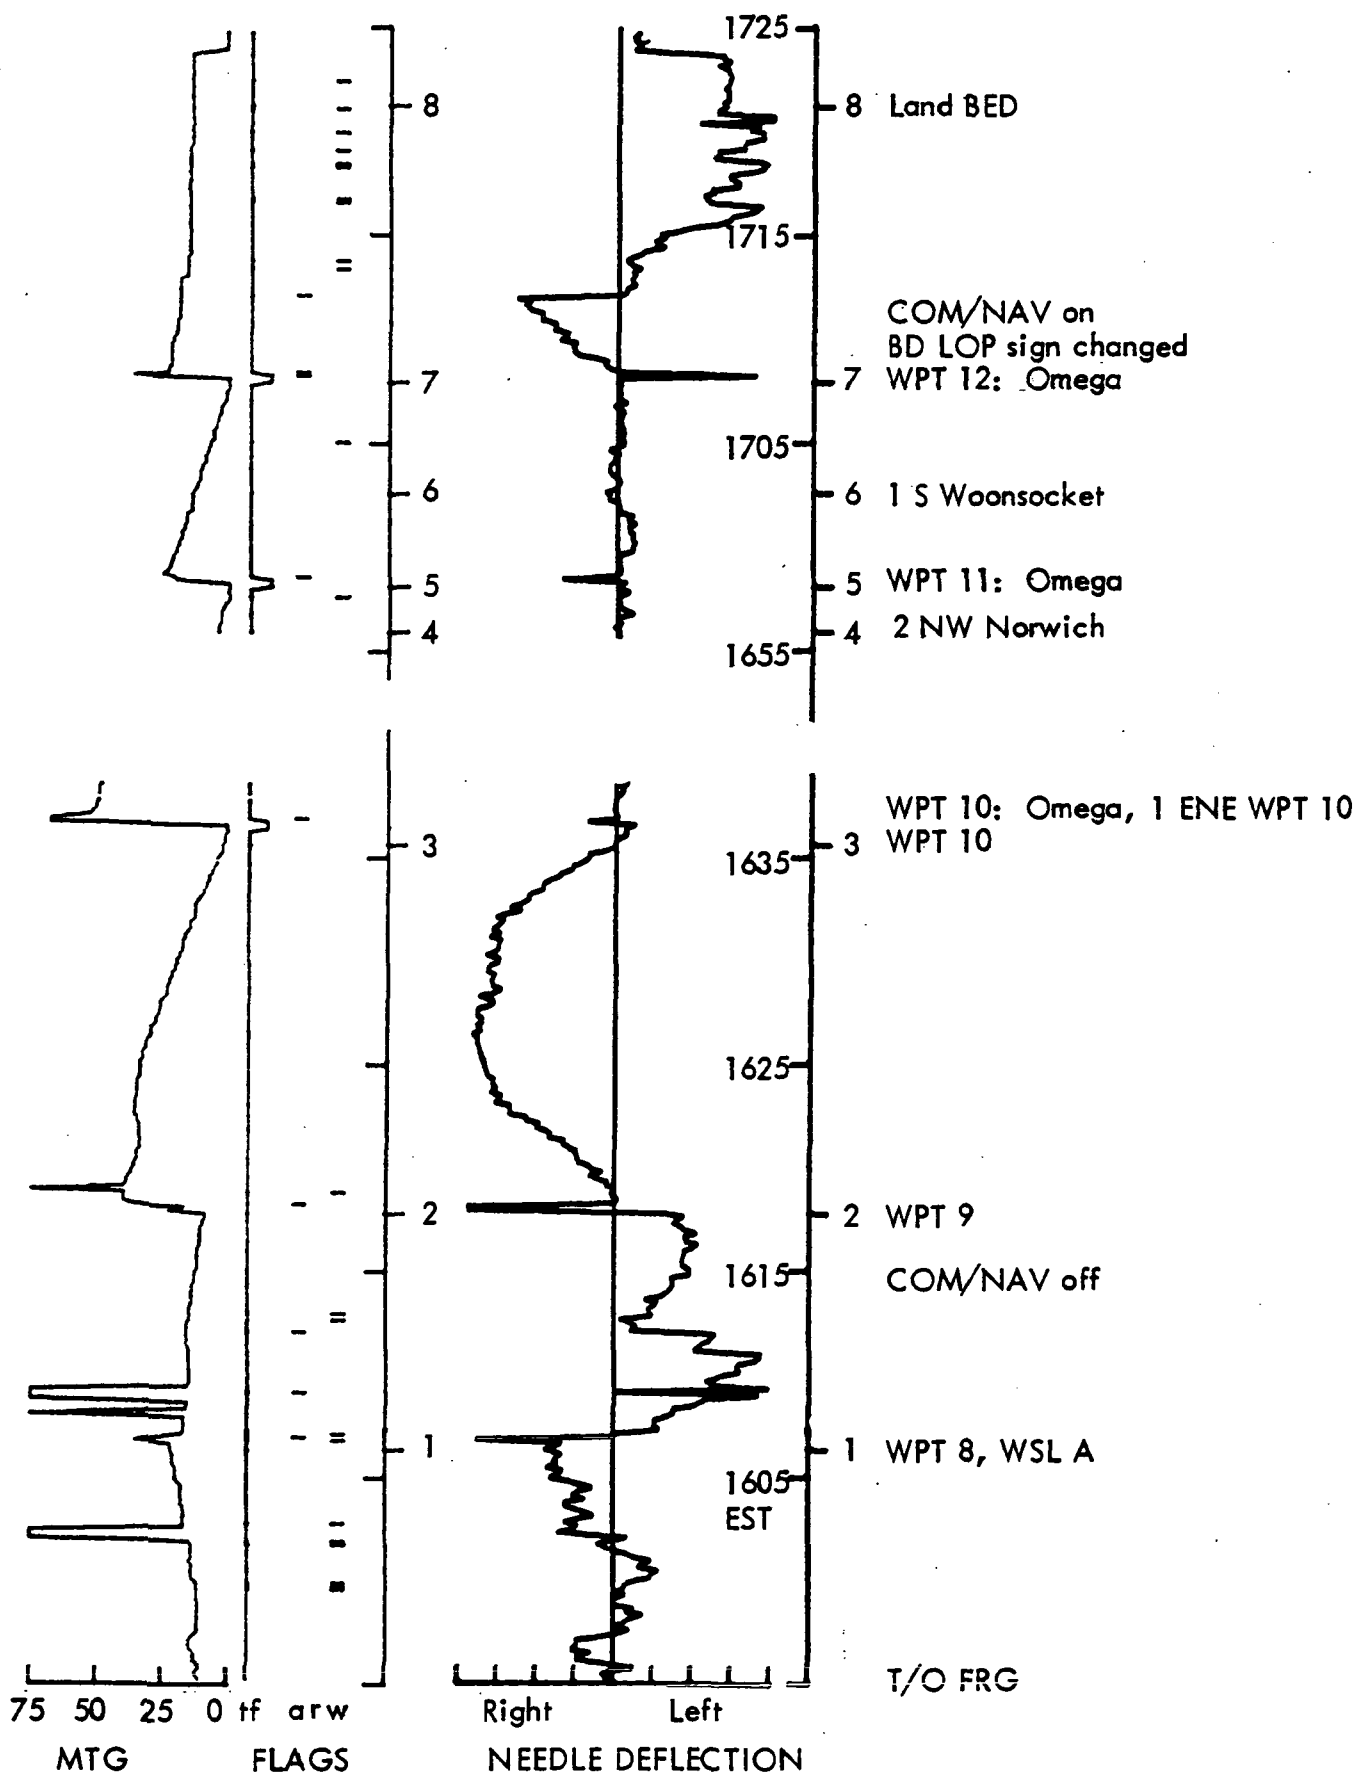 1725
8 8 Land BED
1715
COM/NAV on
BD LOP sign changed
7 7 WPT 12: Omega
1705
6 6 1 S Woonsocket
5 5 WPT 11: Omega
4 4 2 NW Norwich
1655
WPT 10: Omega, 1 ENE WPT 10
3 3 WPT 10
1635
1625
2 2 WPT 9
1615 COM/NAV off
1 1 WPT 8, WSL A
1605
EST
T/O FRG
75 50 25 0 tf arw Right Left
MTG FLAGS NEEDLE DEFLECTION